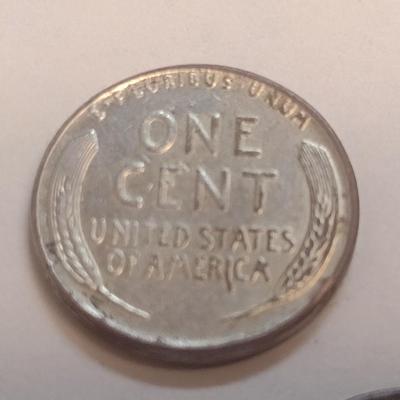 E·PLURIBUS·UNUM
ONE
CENT
UNITED STATES
OF AMERICA